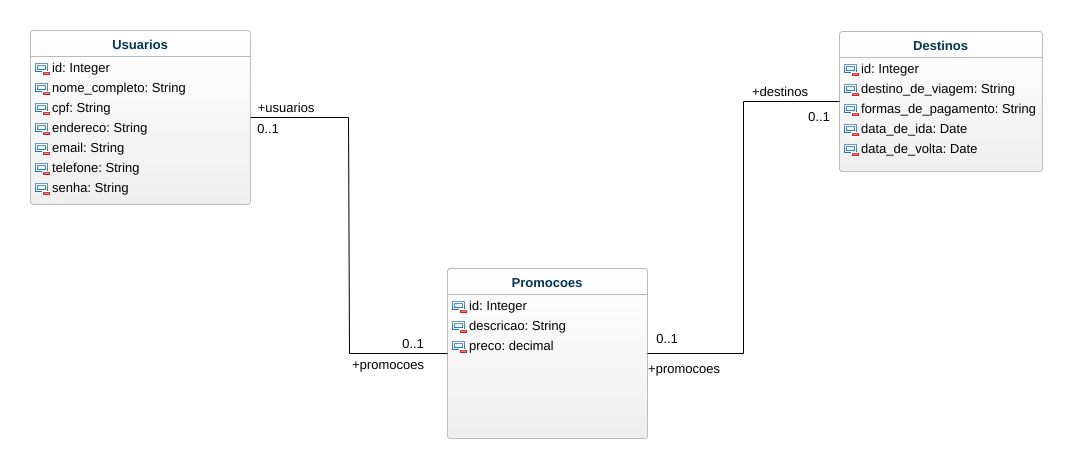 Usuarios
id: Integer
nome_completo: String
cpf: String
endereco: String
email: String
telefone: String
senha: String
+usuarios
0..1
Destinos
id: Integer
destino_de_viagem: String
formas_de_pagamento: String
data_de_ida: Date
data_de_volta: Date
+destinos
0..1
Promocoes
id: Integer
descricao: String
preco: decimal
0..1
+promocoes
0..1
+promocoes